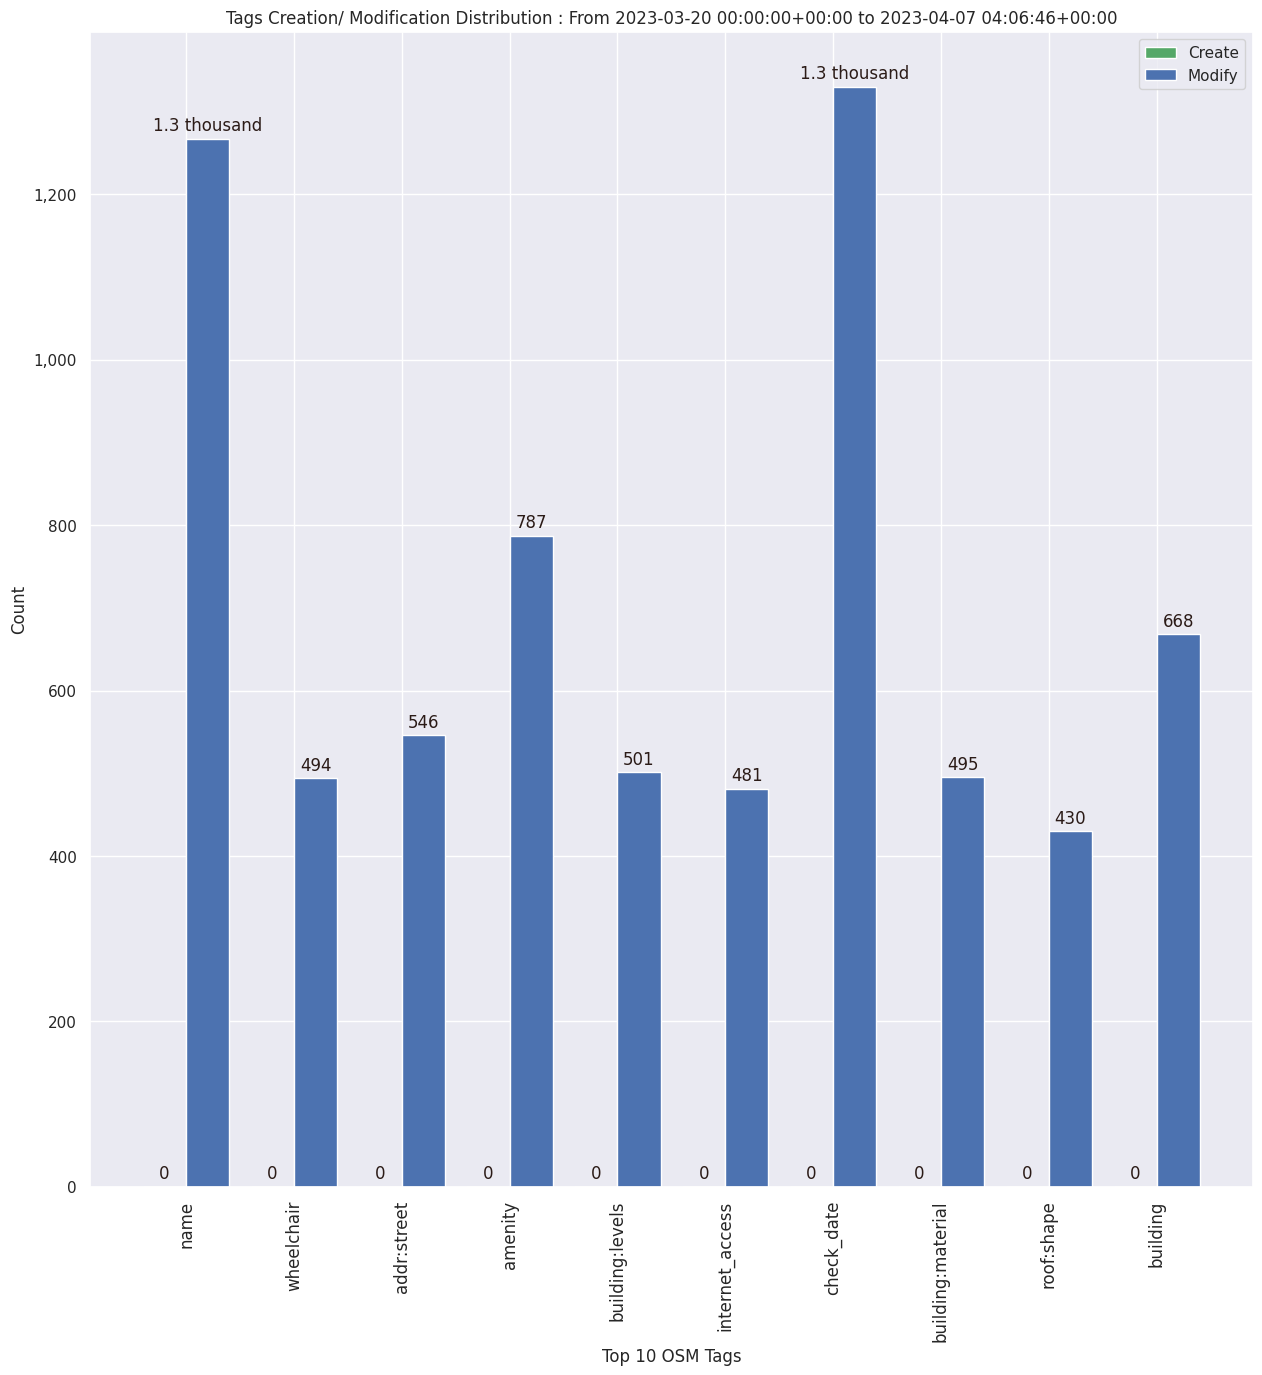 Tags Creation/ Modification Distribution : From 2023-03-20 00:00:00+00:00 to 2023-04-07 04:06:46+00:00
Create
Modify
1.3 thousand
1.3 thousand
1,200
1,000
800
787
668
600
546
501
494
495
481
430
400
200
0
0
0
0
0
0
0
0
0
0
0
Count
name
wheelchair
addr:street
amenity
building:levels
internet_access
check_date
building:material
roof:shape
building
Top 10 OSM Tags